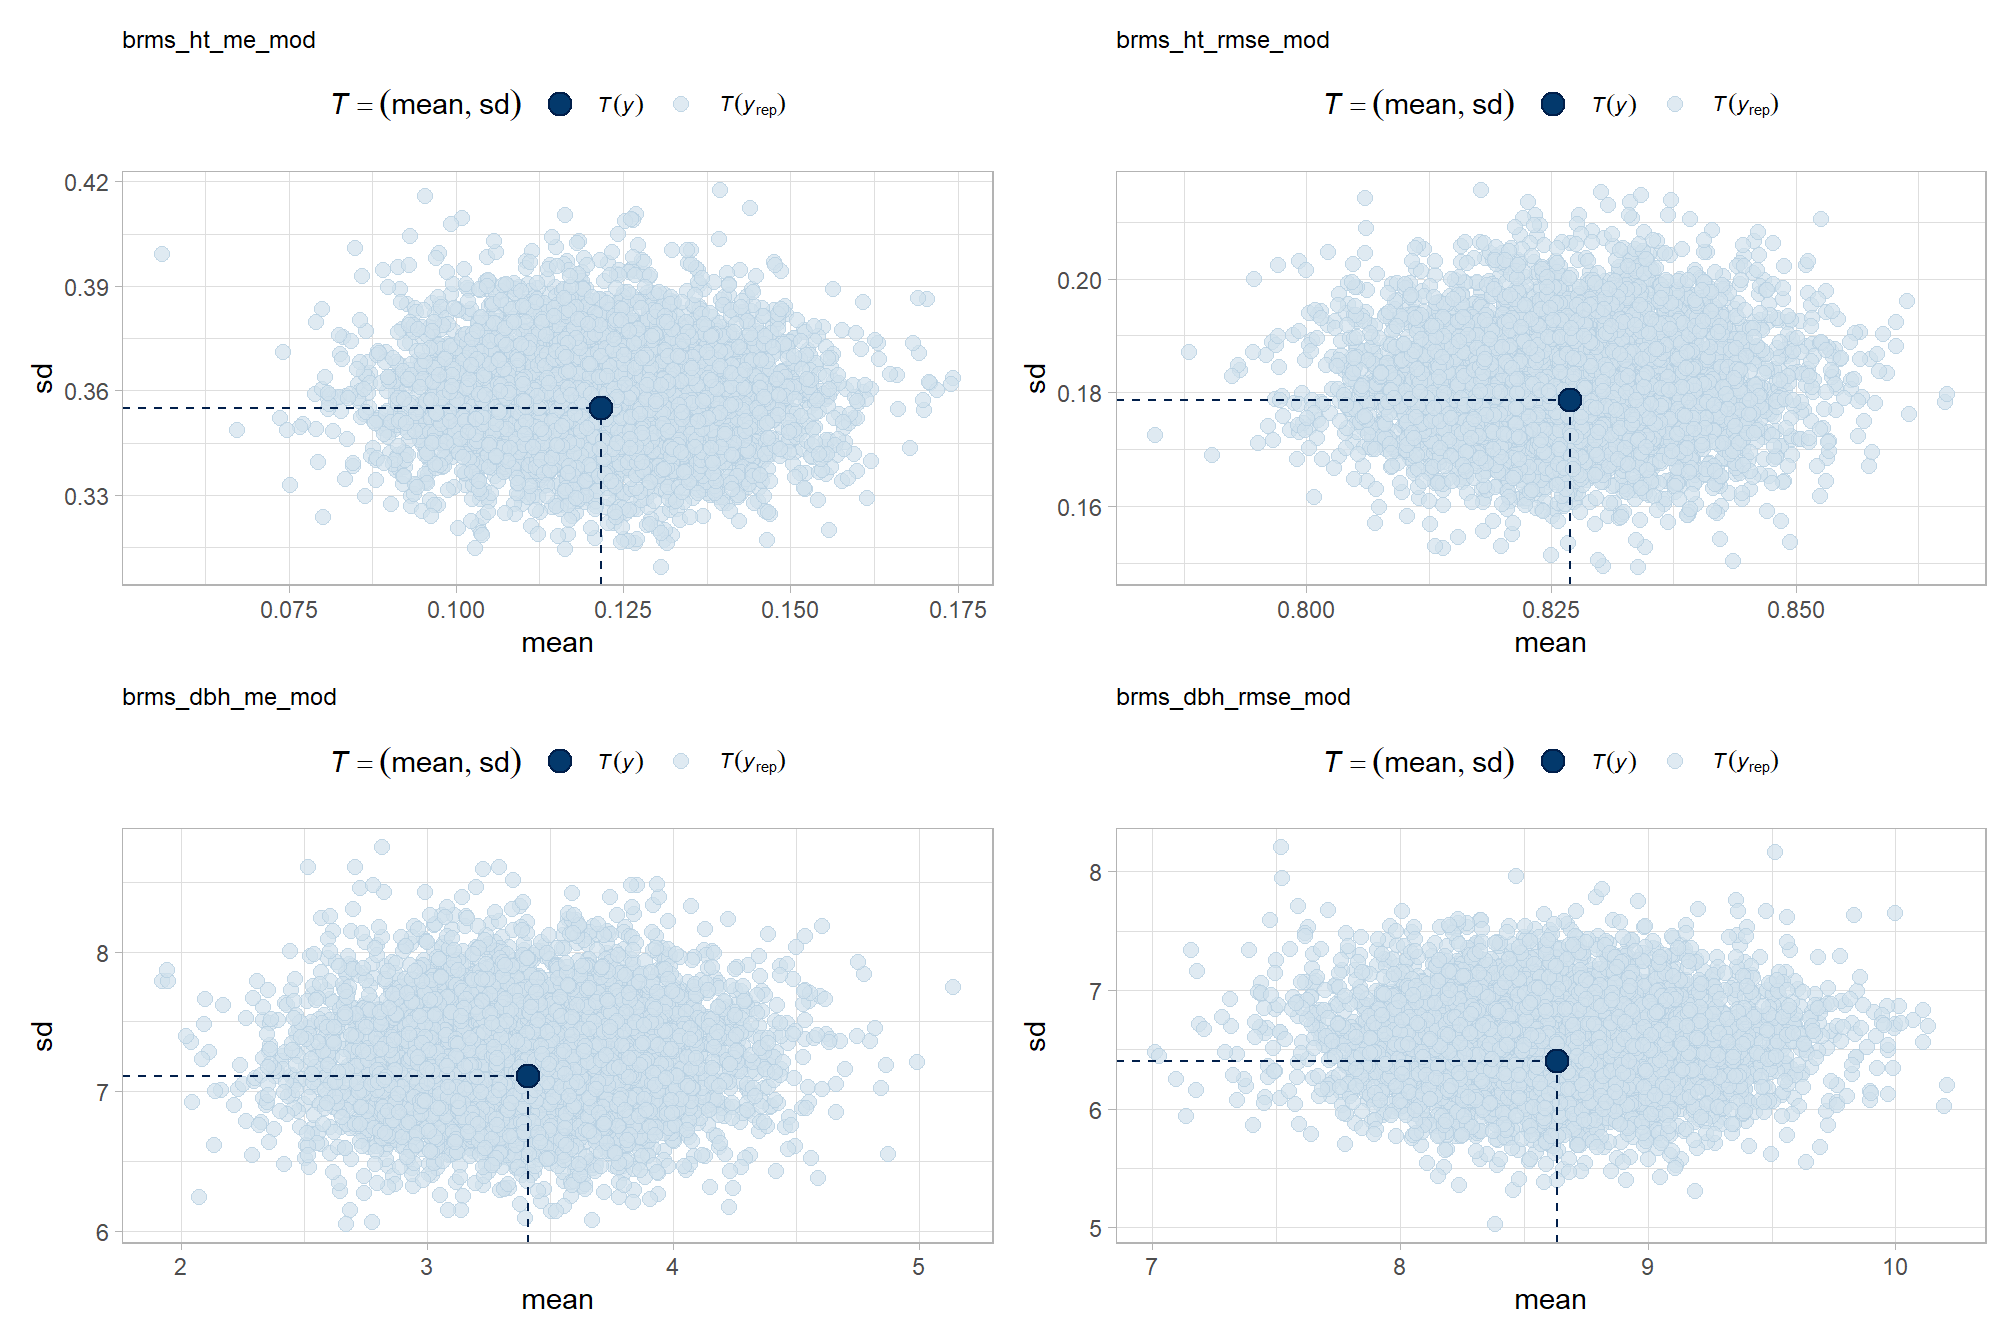 brms_ht_me_mod
T = (mean, sd) T(y) T(yrep)
0.42
0.39
0.36
0.33
sd
0.075 0.100 0.125 0.150 0.175
mean
brms_ht_rmse_mod
T = (mean, sd) T(y) T(yrep)
0.20
0.18
0.16
sd
0.800 0.825 0.850
mean
brms_dbh_me_mod
T = (mean, sd) T(y) T(yrep)
8
7
6
sd
2 3 4 5
mean
brms_dbh_rmse_mod
T = (mean, sd) T(y) T(yrep)
8
7
6
5
sd
7 8 9 10
mean